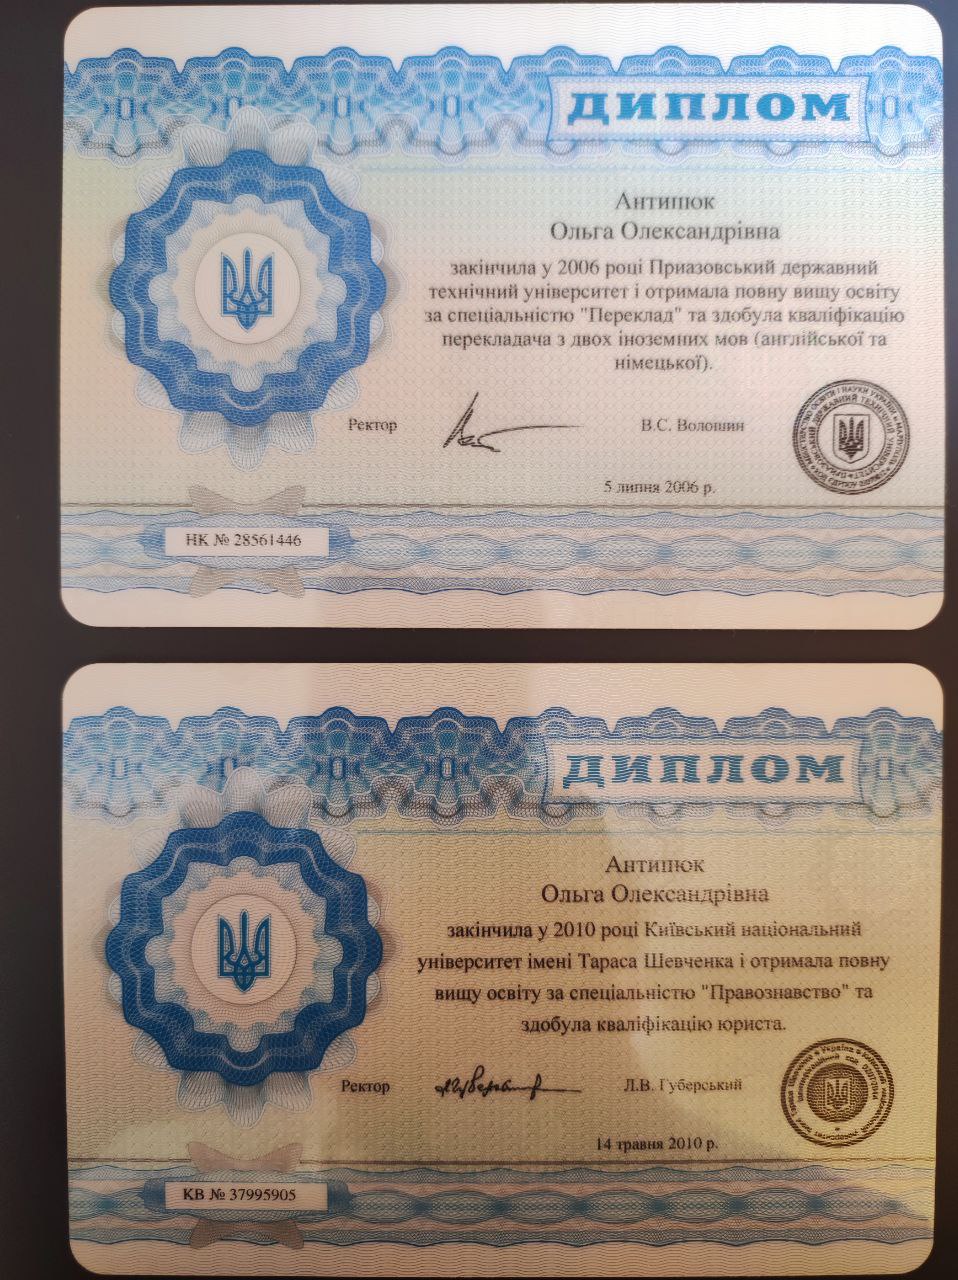 ДИПЛОМ
Антипюк
Ольга Олександрівна
закінчила у 2006 році Приазовський державний
технічний університет і отримала повну вищу освіту
за спеціальністю "Переклад" та здобула кваліфікацію
перекладача з двох іноземних мов (англійської та
німецької).
Ректор
В.С. Волошин
5 липня 2006 р.
НК № 28561446
ДИПЛОМ
Антипюк
Ольга Олександрівна
закінчила у 2010 році Київський національний
університет імені Тараса Шевченка і отримала повну
вищу освіту за спеціальністю "Правознавство" та
здобула кваліфікацію юриста.
Ректор
Л.В. Губерський
14 травня 2010 р.
КВ № 37995905